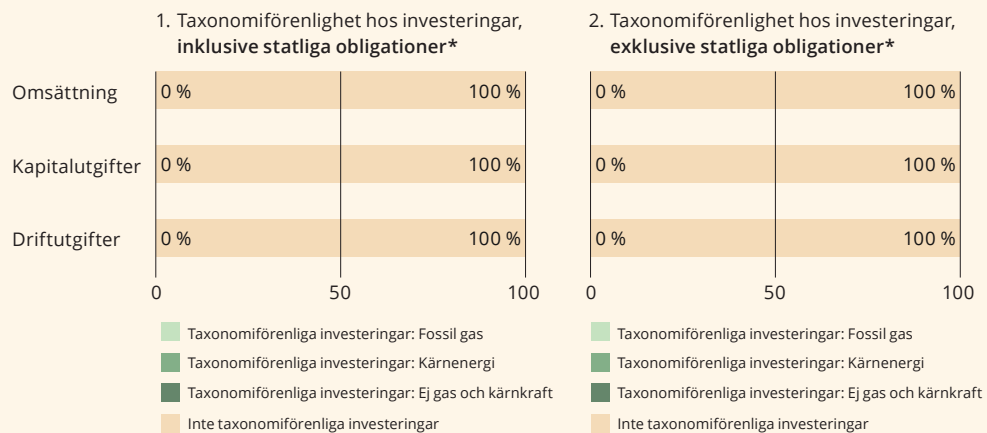 1. Taxonomiförenlighet hos investeringar,
inklusive statliga obligationer*
Omsättning
0 %
100 %
Kapitalutgifter
0 %
100 %
Driftutgifter
0 %
100 %
0
50
100
Taxonomiförenliga investeringar: Fossil gas
Taxonomiförenliga investeringar: Kärnenergi
Taxonomiförenliga investeringar: Ej gas och kärnkraft
Inte taxonomiförenliga investeringar
2. Taxonomiförenlighet hos investeringar,
exklusive statliga obligationer*
0 %
100 %
0 %
100 %
0 %
100 %
0
50
100
Taxonomiförenliga investeringar: Fossil gas
Taxonomiförenliga investeringar: Kärnenergi
Taxonomiförenliga investeringar: Ej gas och kärnkraft
Inte taxonomiförenliga investeringar